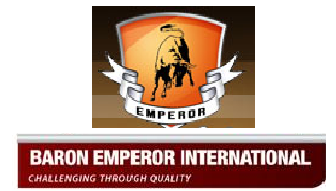 EMPEROR
BARON EMPEROR INTERNATIONAL
CHALLENGING THROUGH QUALITY